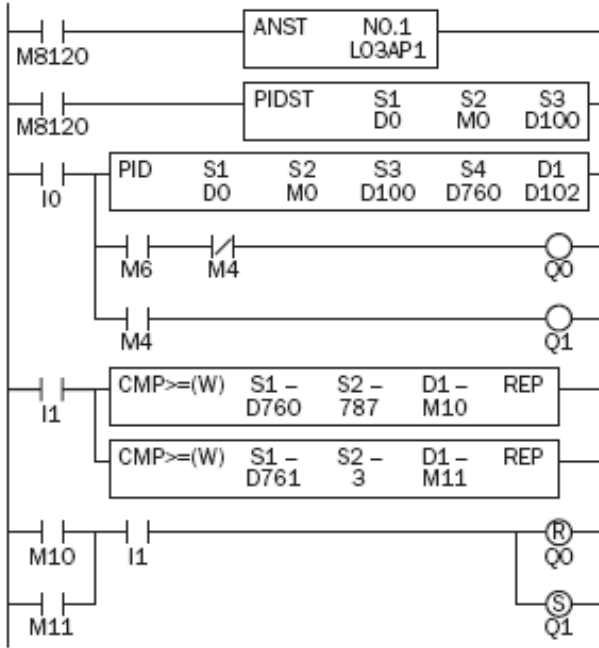 ANST NO.1
M8120 LO3AP1
PIDST S1 S2 S3
M8120 D0 M0 D100
PID S1 S2 S3 S4 D1
I0 D0 M0 D100 D760 D102
M6 M4 Q0
M4 Q1
CMP>=(W) S1 – S2 – D1 – REP
I1 D760 787 M10
CMP>=(W) S1 – S2 – D1 – REP
D761 3 M11
R
M10 I1 Q0
S
M11 Q1